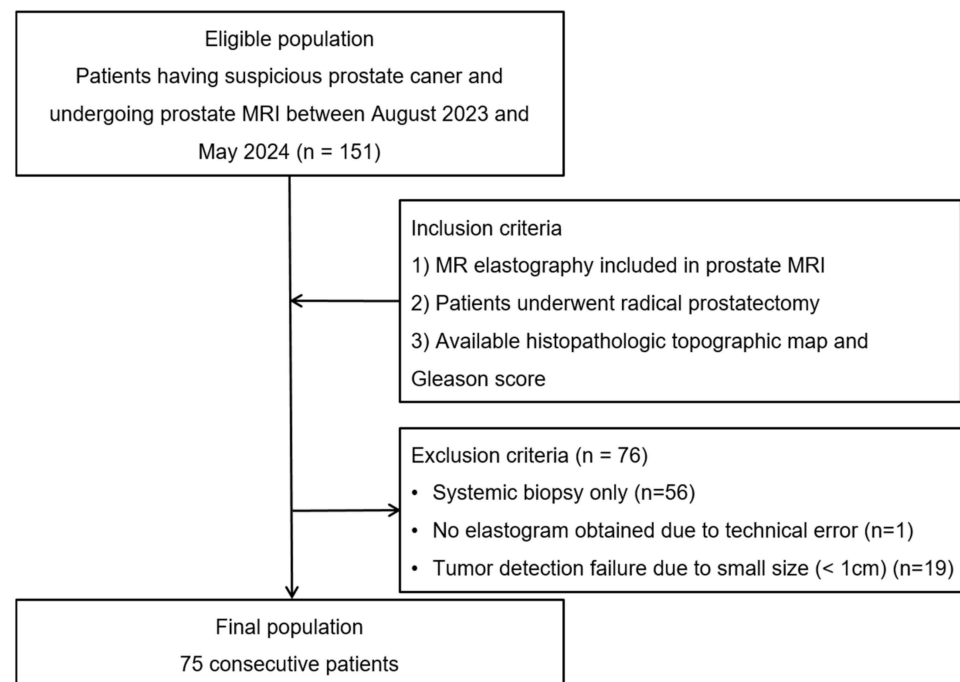 Eligible population
Patients having suspicious prostate caner and
undergoing prostate MRI between August 2023 and
May 2024 (n = 151)
Inclusion criteria
1) MR elastography included in prostate MRI
2) Patients underwent radical prostatectomy
3) Available histopathologic topographic map and
Gleason score
Exclusion criteria (n = 76)
• Systemic biopsy only (n=56)
• No elastogram obtained due to technical error (n=1)
• Tumor detection failure due to small size (< 1cm) (n=19)
Final population
75 consecutive patients